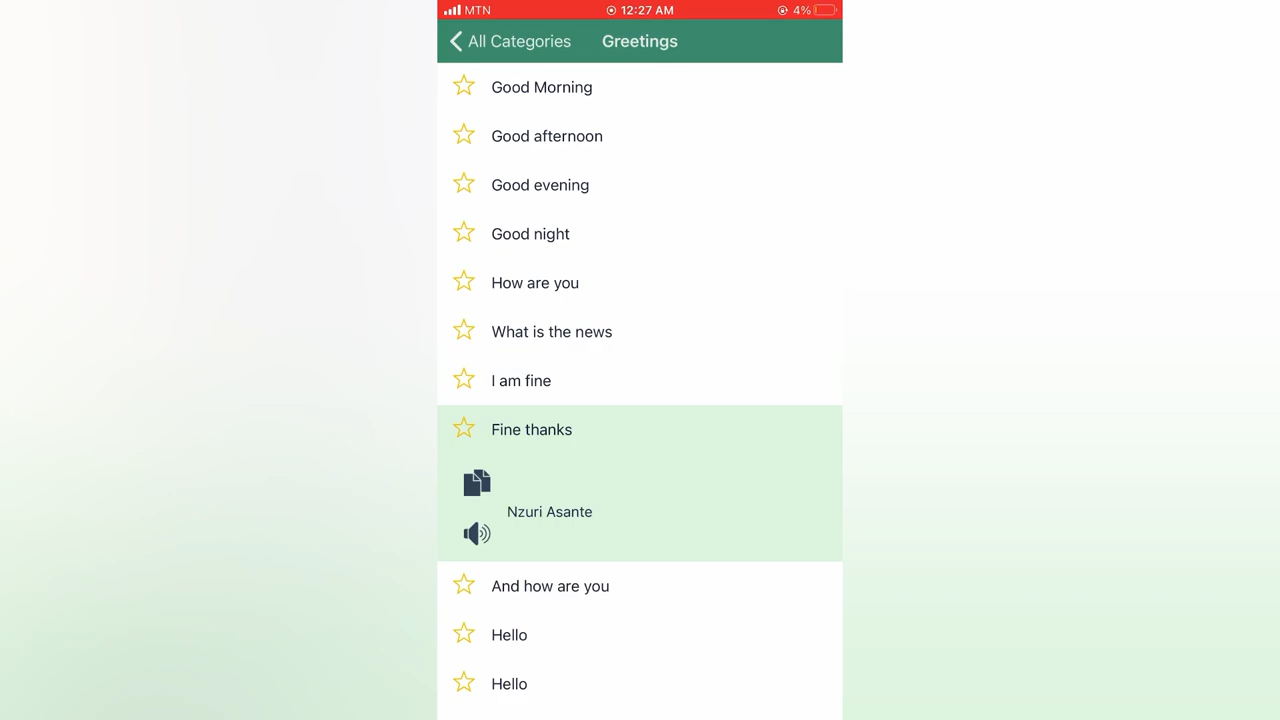 MTN 12:27 AM 4%
All Categories Greetings
Good Morning
Good afternoon
Good evening
Good night
How are you
What is the news
I am fine
Fine thanks
Nzuri Asante
And how are you
Hello
Hello